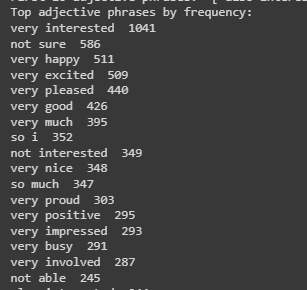 Top adjective phrases by frequency:
very interested 1041
not sure 586
very happy 511
very excited 509
very pleased 440
very good 426
very much 395
so i 352
not interested 349
very nice 348
so much 347
very proud 303
very positive 295
very impressed 293
very busy 291
very involved 287
not able 245